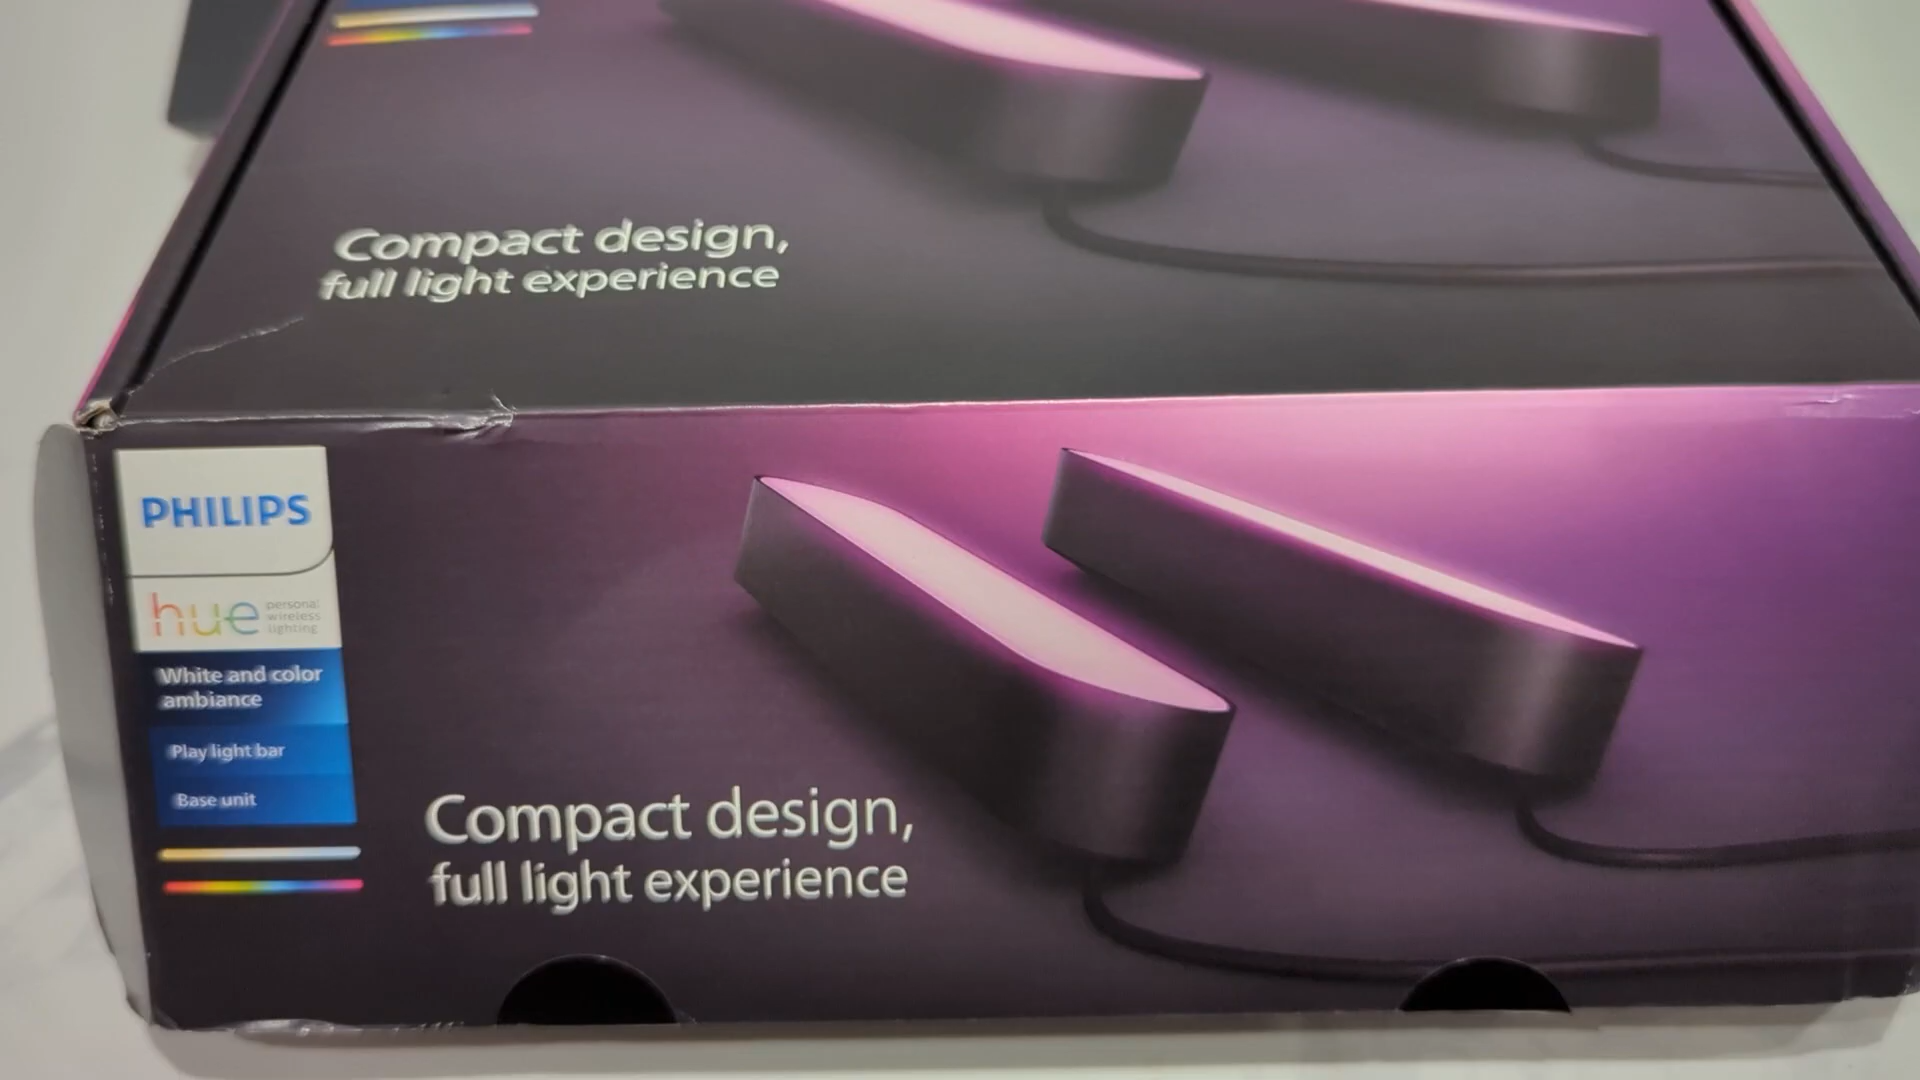 Compact design,
full light experience
PHILIPS
hue
personal
wireless
lighting
White and color
ambiance
Play light bar
Base unit
Compact design,
full light experience